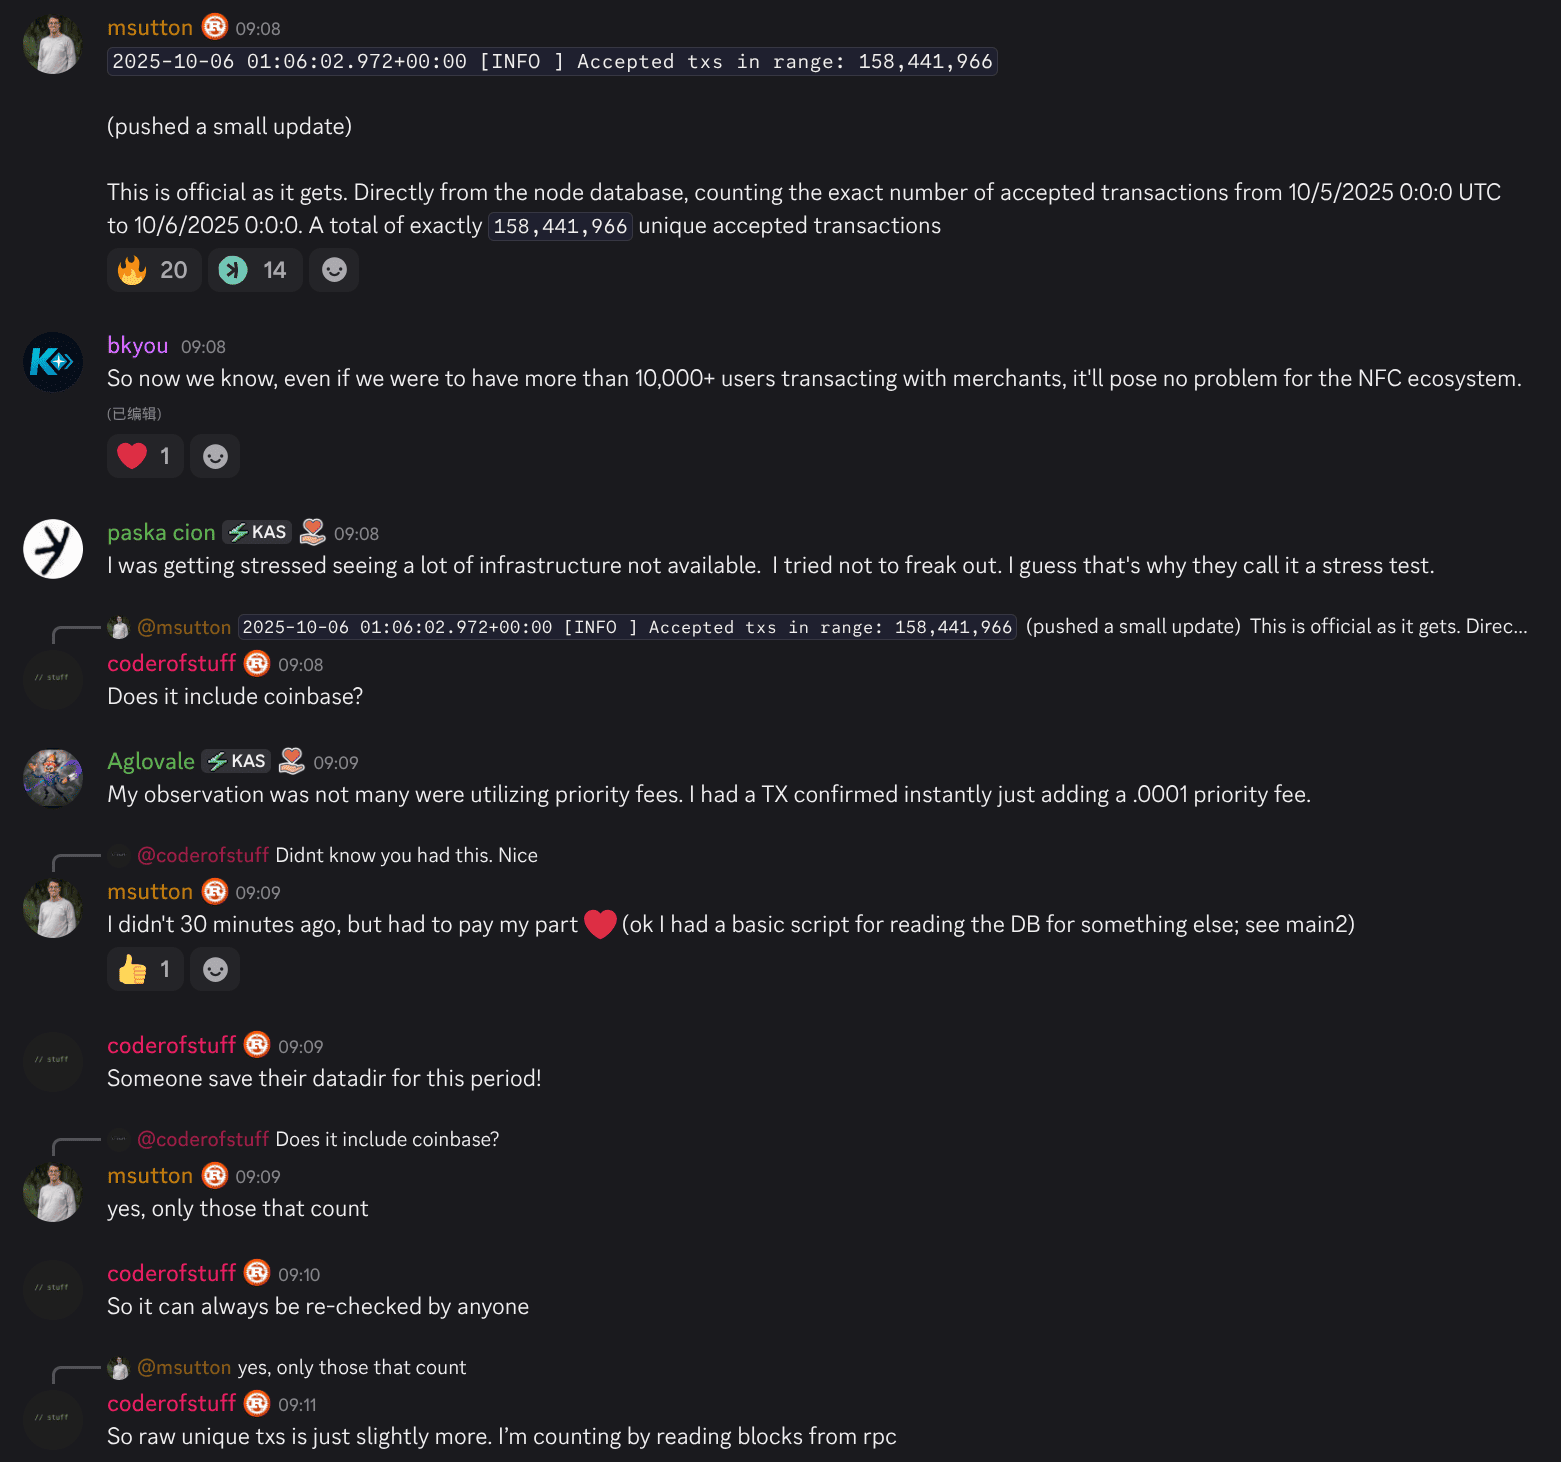 msutton 09:08
2025-10-06 01:06:02.972+00:00 [INFO ] Accepted txs in range: 158,441,966
(pushed a small update)
This is official as it gets. Directly from the node database, counting the exact number of accepted transactions from 10/5/2025 0:0:0 UTC
to 10/6/2025 0:0:0. A total of exactly 158,441,966 unique accepted transactions
20 14
bkyou 09:08
So now we know, even if we were to have more than 10,000+ users transacting with merchants, it'll pose no problem for the NFC ecosystem.
(已编辑)
1
paska cion KAS 09:08
I was getting stressed seeing a lot of infrastructure not available.  I tried not to freak out. I guess that's why they call it a stress test.
@msutton 2025-10-06 01:06:02.972+00:00 [INFO ] Accepted txs in range: 158,441,966 (pushed a small update)  This is official as it gets. Direc...
coderofstuff 09:08
// stuff
Does it include coinbase?
Aglovale KAS 09:09
My observation was not many were utilizing priority fees. I had a TX confirmed instantly just adding a .0001 priority fee.
@coderofstuff Didnt know you had this. Nice
msutton 09:09
I didn't 30 minutes ago, but had to pay my part ❤️ (ok I had a basic script for reading the DB for something else; see main2)
1
coderofstuff 09:09
// stuff
Someone save their datadir for this period!
@coderofstuff Does it include coinbase?
msutton 09:09
yes, only those that count
coderofstuff 09:10
// stuff
So it can always be re-checked by anyone
@msutton yes, only those that count
coderofstuff 09:11
// stuff
So raw unique txs is just slightly more. I’m counting by reading blocks from rpc